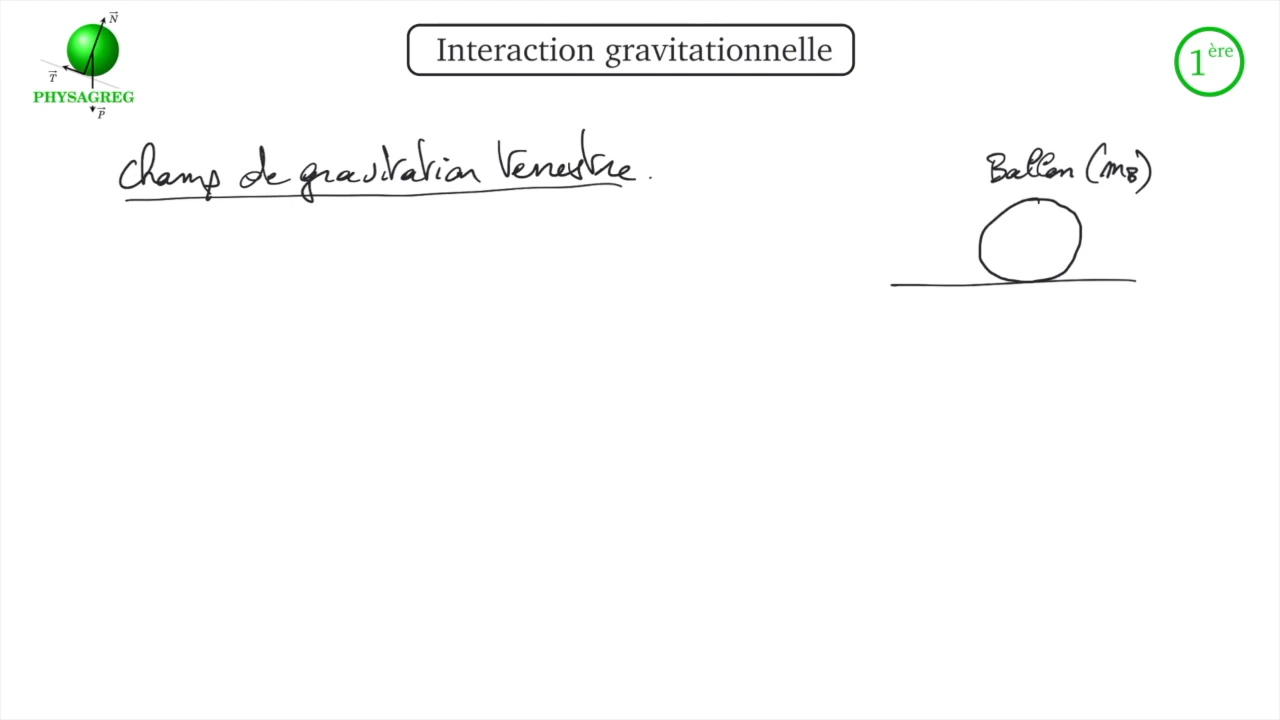 Interaction gravitationnelle
1ère
N
T
PHYSAGREG
P
Champ de gravitation terrestre.
Ballon (mB)